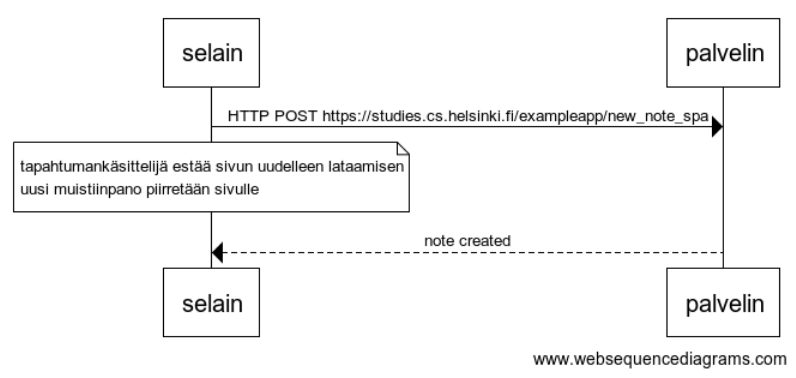 selain
palvelin
HTTP POST https://studies.cs.helsinki.fi/exampleapp/new_note_spa
tapahtumankäsittelijä estää sivun uudelleen lataamisen
uusi muistiinpano piirretään sivulle
note created
selain
palvelin
www.websequencediagrams.com